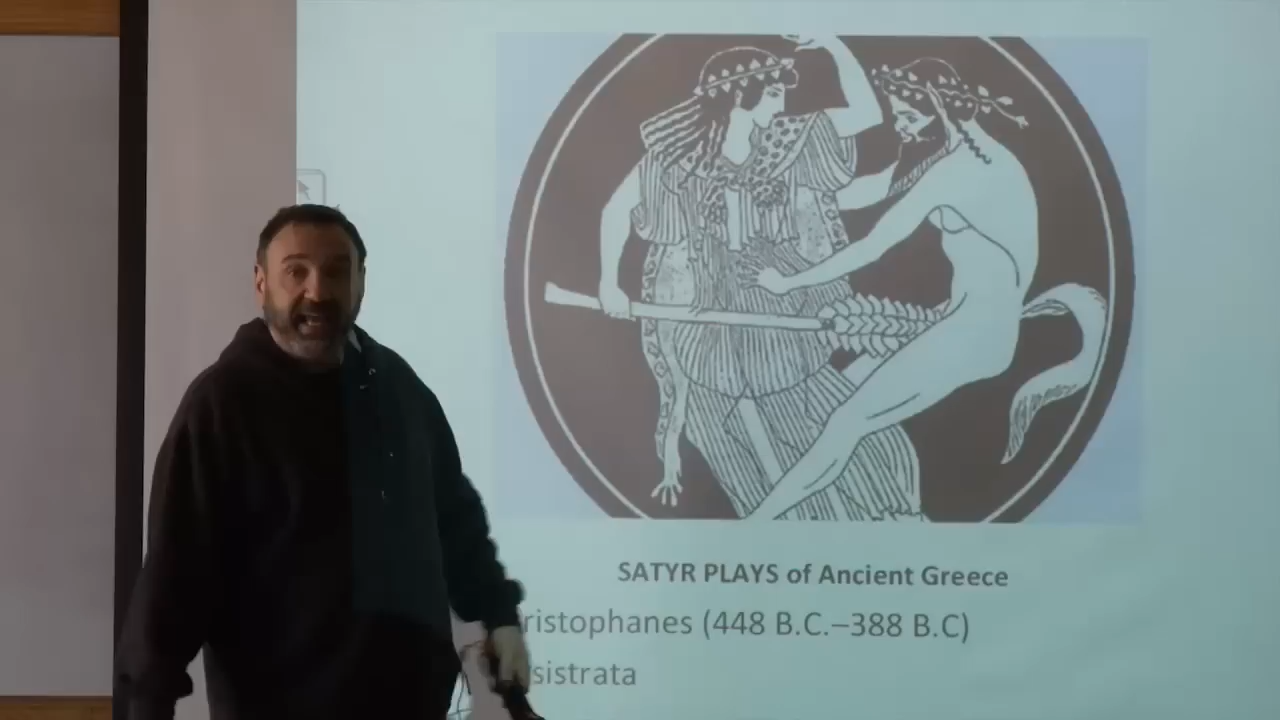 SATYR PLAYS of Ancient Greece
ristophanes (448 B.C.–388 B.C)
sistrata